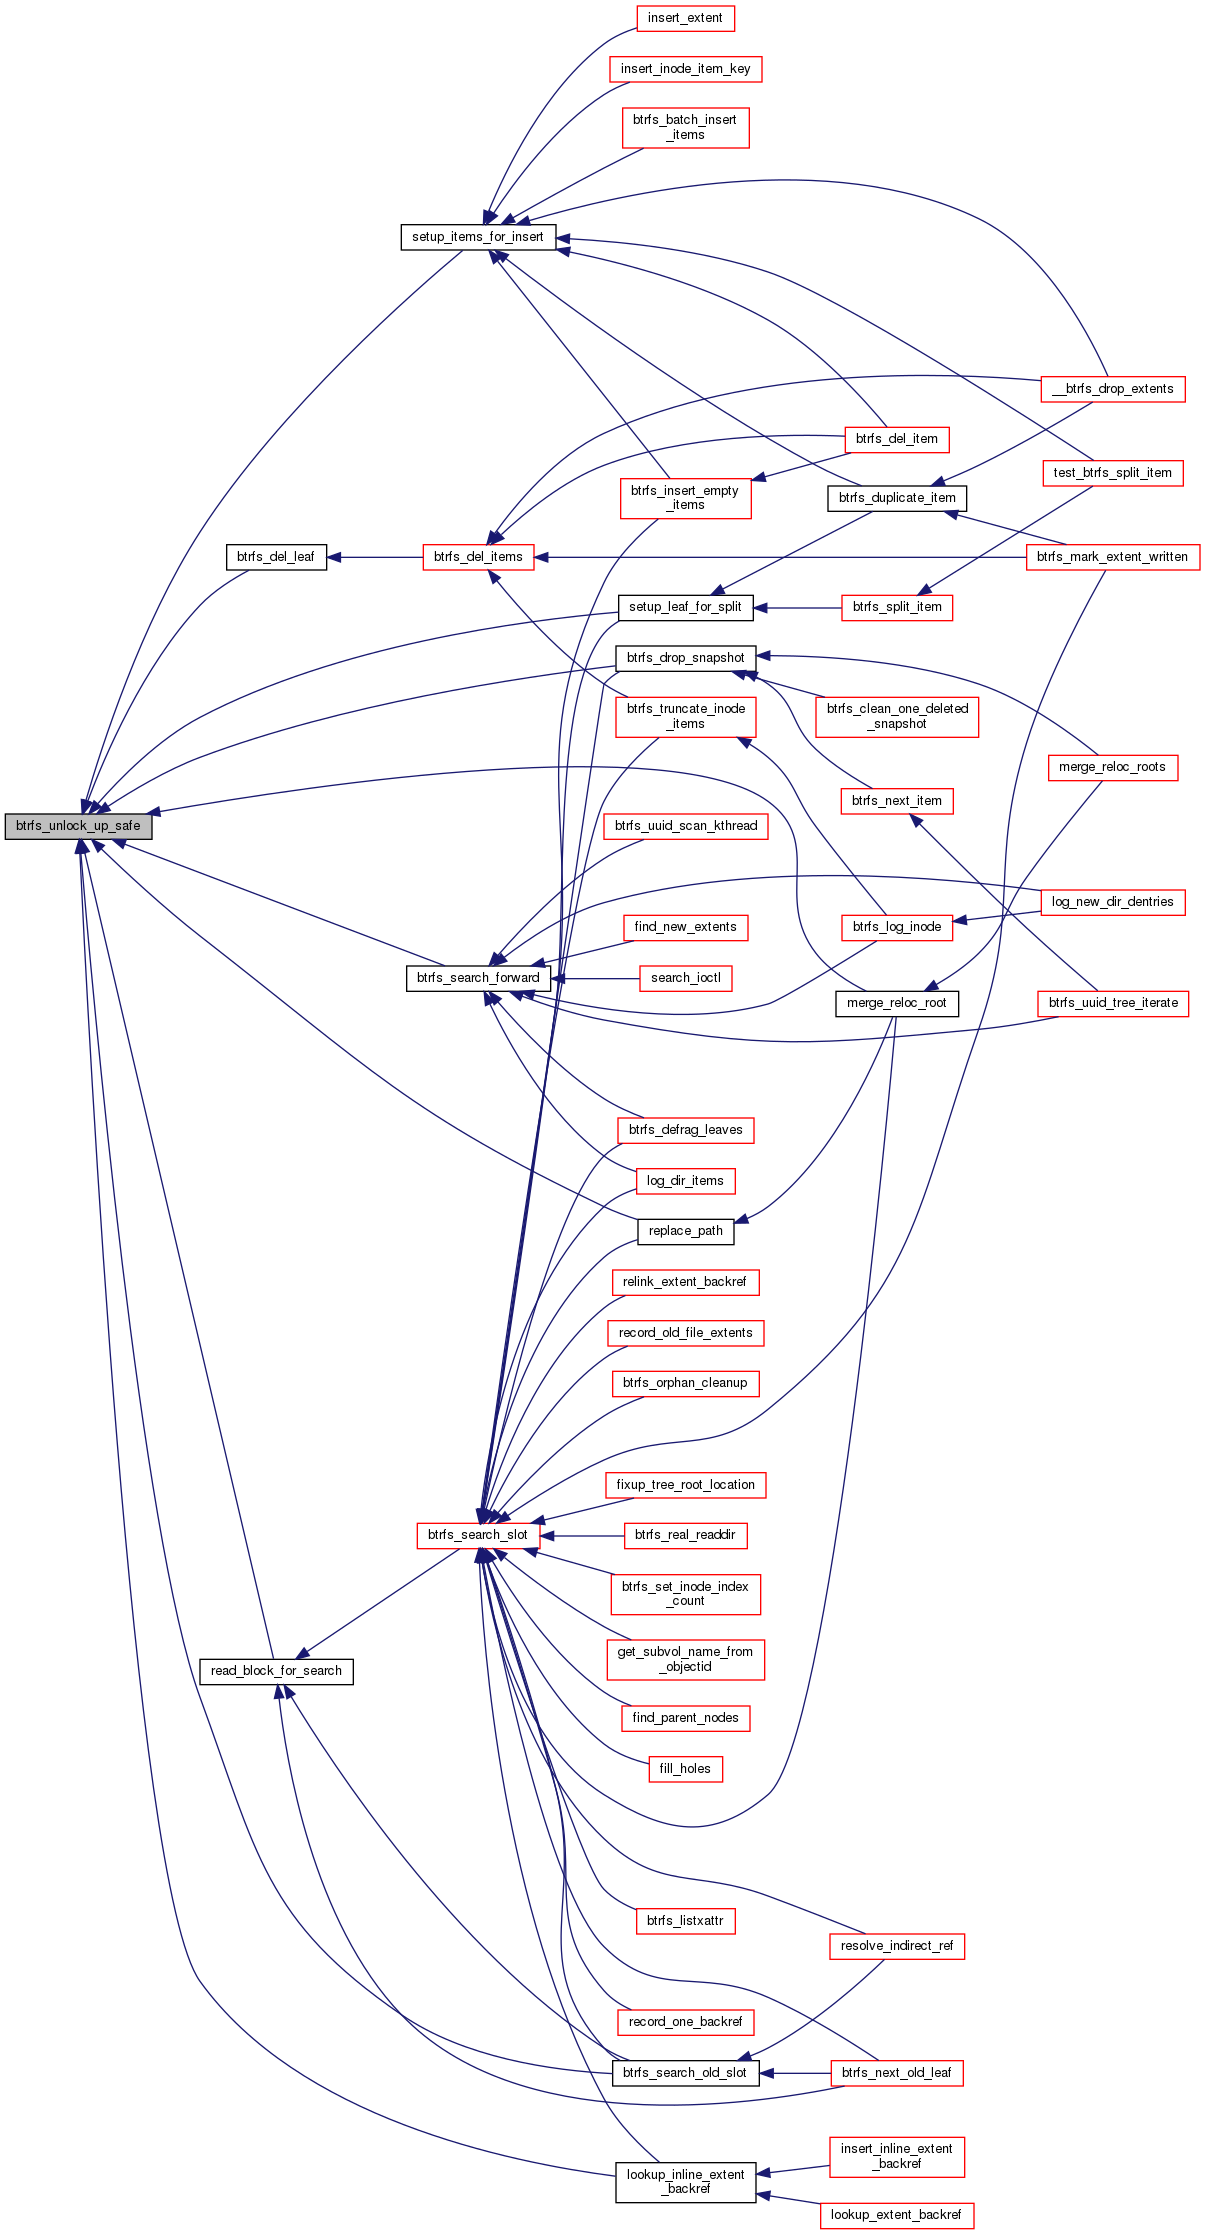 insert_extent
insert_inode_item_key
btrfs_batch_insert
_items
setup_items_for_insert
__btrfs_drop_extents
btrfs_del_item
test_btrfs_split_item
btrfs_insert_empty
_items
btrfs_duplicate_item
btrfs_del_leaf
btrfs_del_items
btrfs_mark_extent_written
setup_leaf_for_split
btrfs_split_item
btrfs_drop_snapshot
btrfs_truncate_inode
_items
btrfs_clean_one_deleted
_snapshot
merge_reloc_roots
btrfs_next_item
btrfs_unlock_up_safe
btrfs_uuid_scan_kthread
log_new_dir_dentries
find_new_extents
btrfs_log_inode
btrfs_search_forward
search_ioctl
merge_reloc_root
btrfs_uuid_tree_iterate
btrfs_defrag_leaves
log_dir_items
replace_path
relink_extent_backref
record_old_file_extents
btrfs_orphan_cleanup
fixup_tree_root_location
btrfs_search_slot
btrfs_real_readdir
btrfs_set_inode_index
_count
get_subvol_name_from
_objectid
read_block_for_search
find_parent_nodes
fill_holes
btrfs_listxattr
resolve_indirect_ref
record_one_backref
btrfs_search_old_slot
btrfs_next_old_leaf
insert_inline_extent
_backref
lookup_inline_extent
_backref
lookup_extent_backref